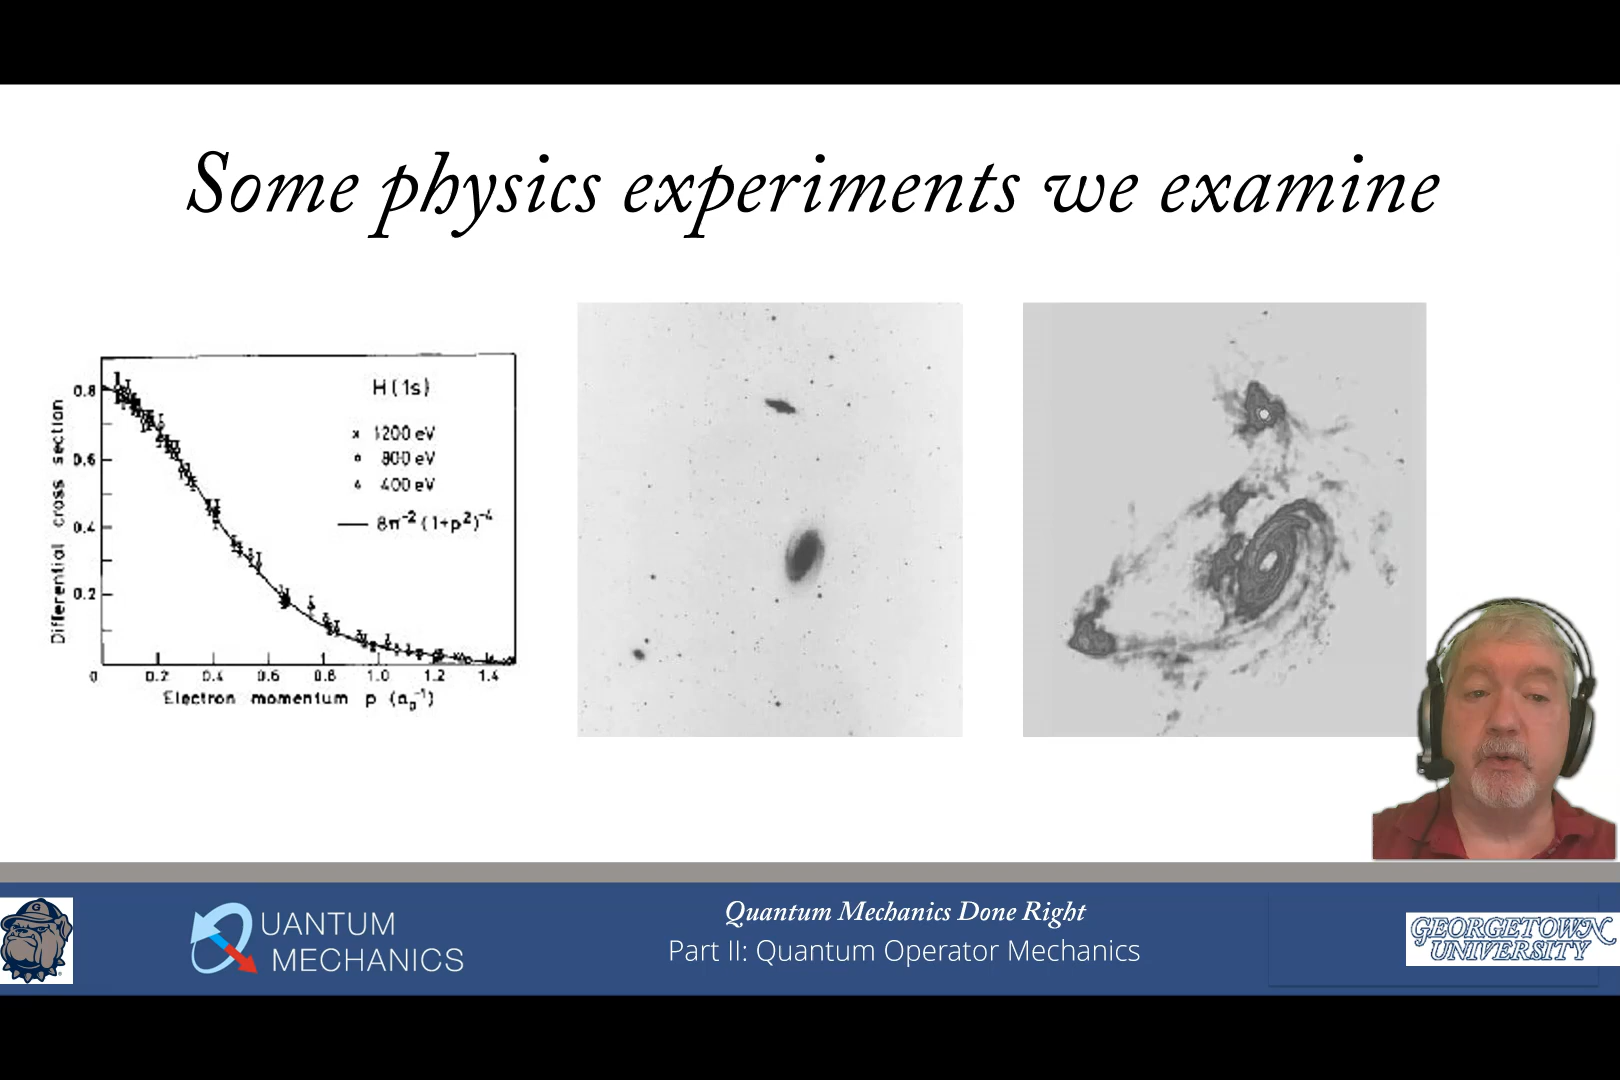 Some physics experiments we examine
Differential cross section
0.8
0.6
0.4
0.2
0
H(1s)
× 1200 eV
○ 800 eV
△ 400 eV
— 8π⁻²(1+p²)⁻⁴
0 0.2 0.4 0.6 0.8 1.0 1.2 1.4
Electron momentum p (a₀⁻¹)
G
QUANTUM
MECHANICS
Quantum Mechanics Done Right
Part II: Quantum Operator Mechanics
GEORGETOWN
UNIVERSITY